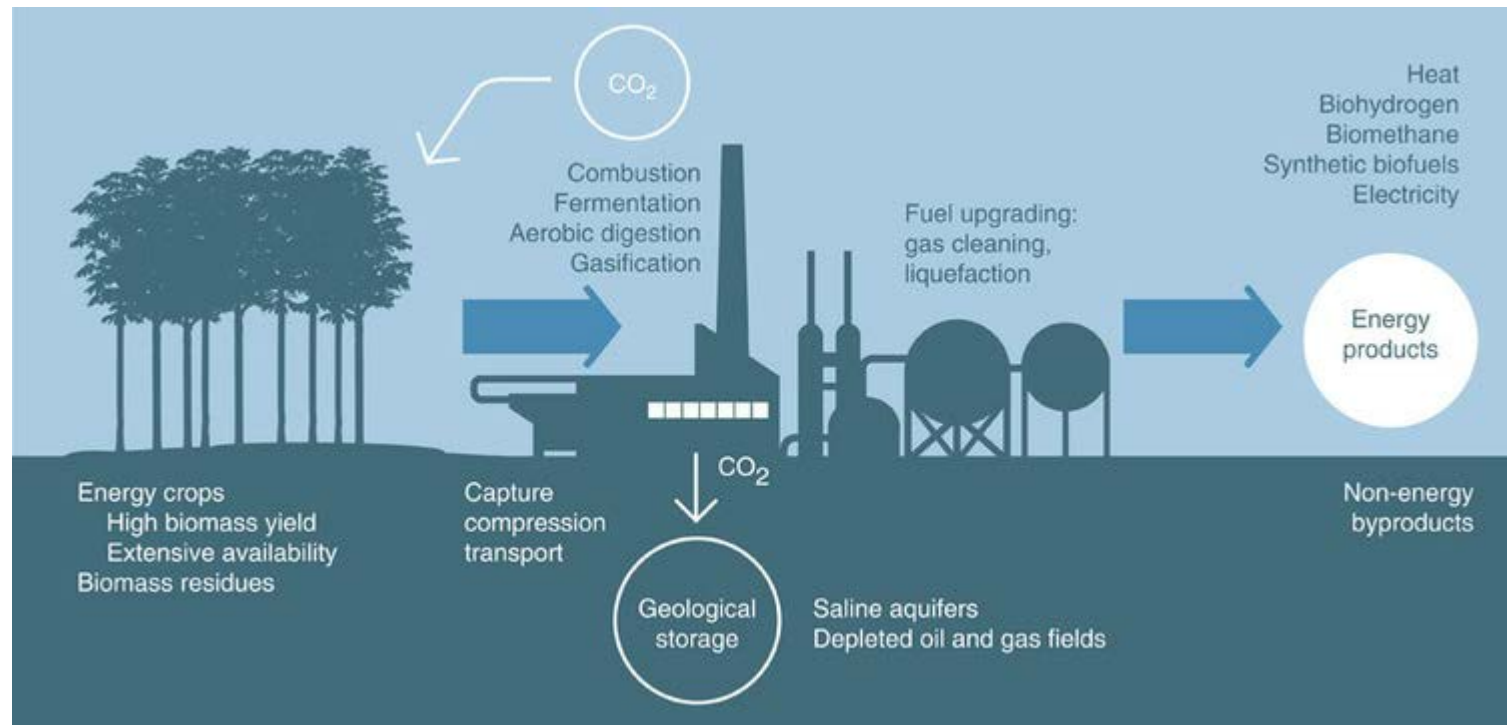 CO₂
Combustion
Fermentation
Aerobic digestion
Gasification
Fuel upgrading:
gas cleaning,
liquefaction
Heat
Biohydrogen
Biomethane
Synthetic biofuels
Electricity
Energy
products
Energy crops
High biomass yield
Extensive availability
Biomass residues
Capture
compression
transport
CO₂
Geological
storage
Saline aquifers
Depleted oil and gas fields
Non-energy
byproducts